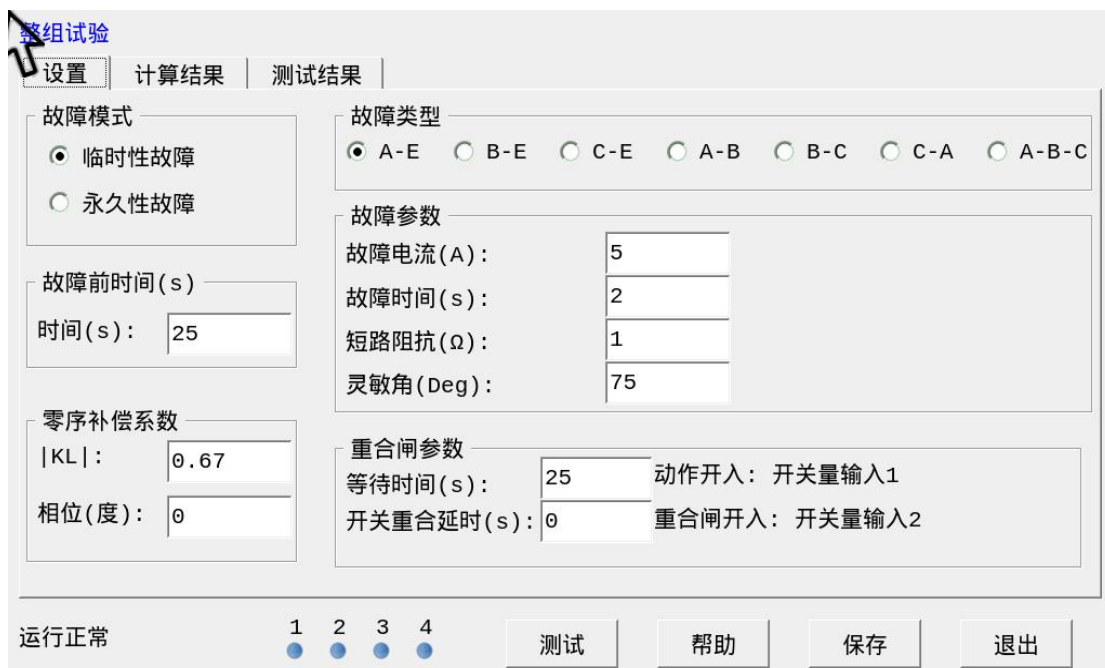 整组试验
设置 计算结果 测试结果
故障模式
临时性故障
永久性故障
故障类型
A-E B-E C-E A-B B-C C-A A-B-C
故障前时间(s)
时间(s): 25
故障参数
故障电流(A): 5
故障时间(s): 2
短路阻抗(Ω): 1
灵敏角(Deg): 75
零序补偿系数
|KL|: 0.67
相位(度): 0
重合闸参数
等待时间(s): 25 动作开入: 开关量输入1
开关重合延时(s): 0 重合闸开入: 开关量输入2
运行正常 1 2 3 4 测试 帮助 保存 退出